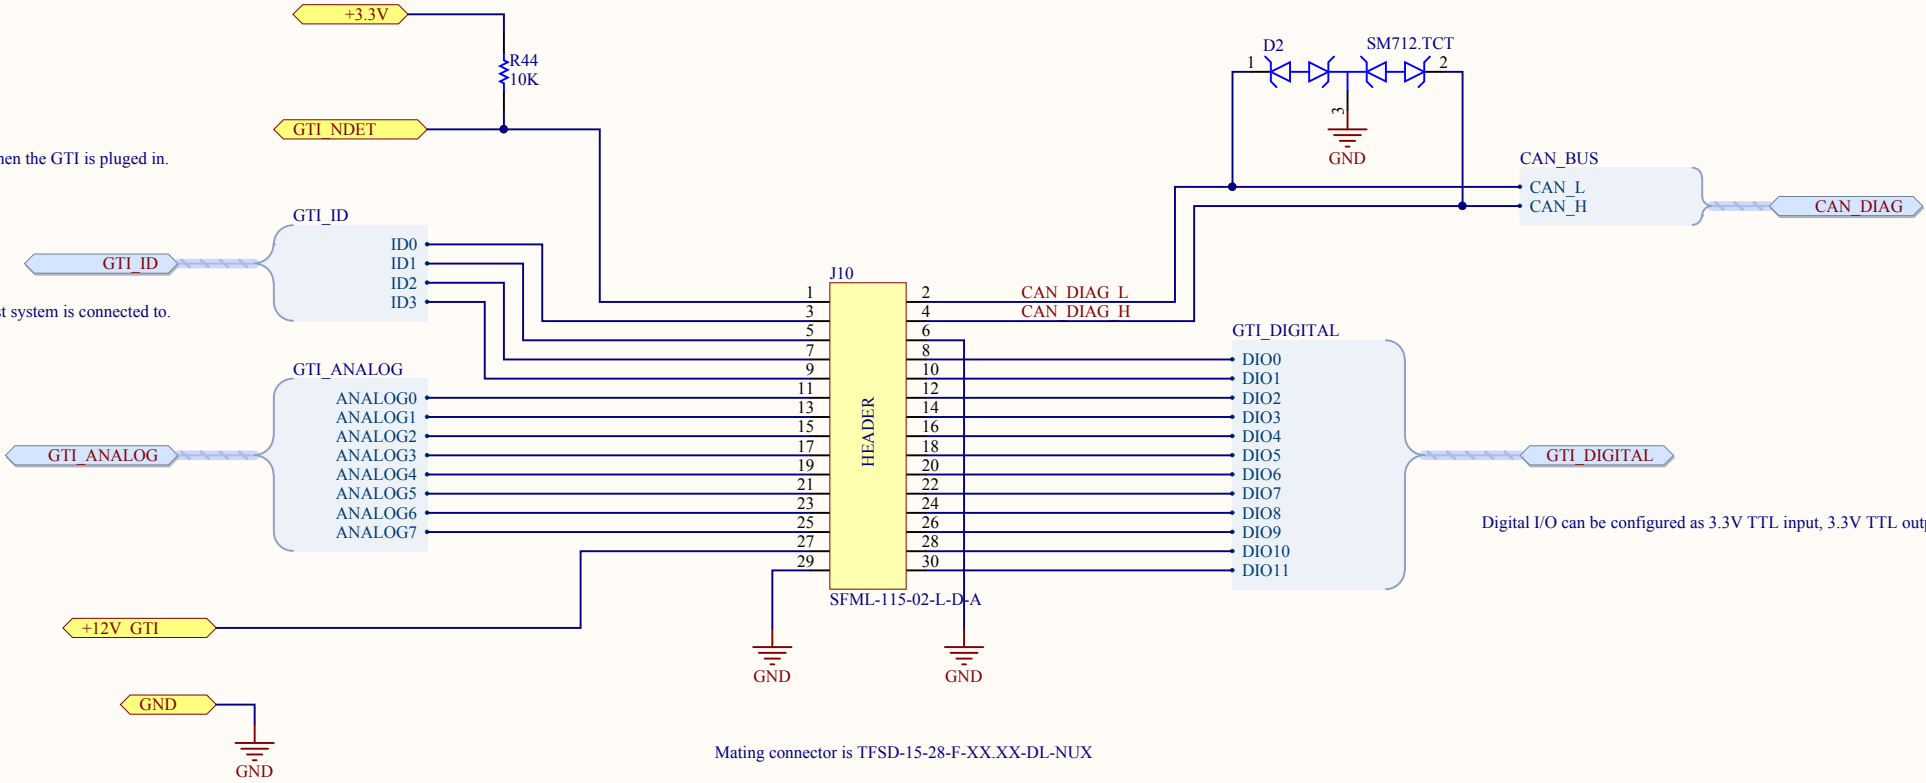 +3.3V
R44
10K
GTI_NDET
hen the GTI is pluged in.
D2
SM712.TCT
1
2
3
GND
CAN_BUS
CAN_L
CAN_H
CAN_DIAG
GTI_ID
ID0
ID1
ID2
ID3
GTI_ID
st system is connected to.
GTI_ANALOG
ANALOG0
ANALOG1
ANALOG2
ANALOG3
ANALOG4
ANALOG5
ANALOG6
ANALOG7
GTI_ANALOG
J10
HEADER
1
3
5
7
9
11
13
15
17
19
21
23
25
27
29
2
4
6
8
10
12
14
16
18
20
22
24
26
28
30
SFML-115-02-L-D-A
CAN_DIAG_L
CAN_DIAG_H
GTI_DIGITAL
DIO0
DIO1
DIO2
DIO3
DIO4
DIO5
DIO6
DIO7
DIO8
DIO9
DIO10
DIO11
GTI_DIGITAL
Digital I/O can be configured as 3.3V TTL input, 3.3V TTL outp
+12V_GTI
GND
GND
GND
GND
Mating connector is TFSD-15-28-F-XX.XX-DL-NUX